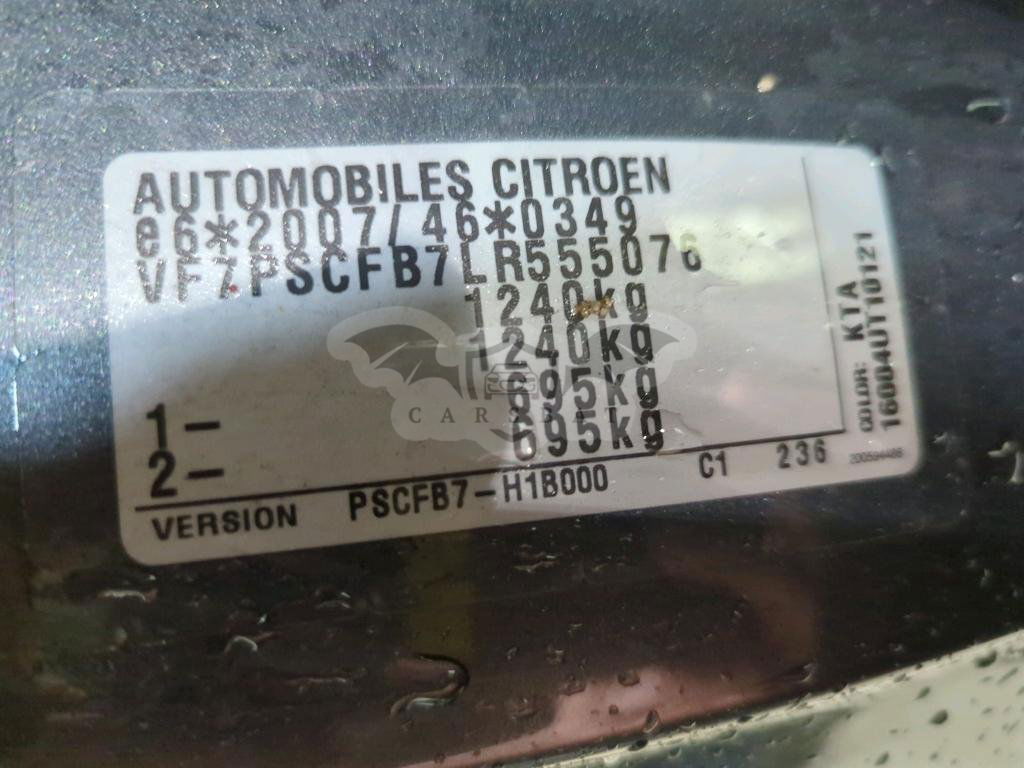 AUTOMOBILES CITROEN
e6*2007/46*0349
VF7PSCFB7LR555076
1240kg
1240kg
1- 695kg
2- 695kg
VERSION PSCFB7-H1B000 C1 236
COLOR: KTA
16004UT10121
CARSBAT